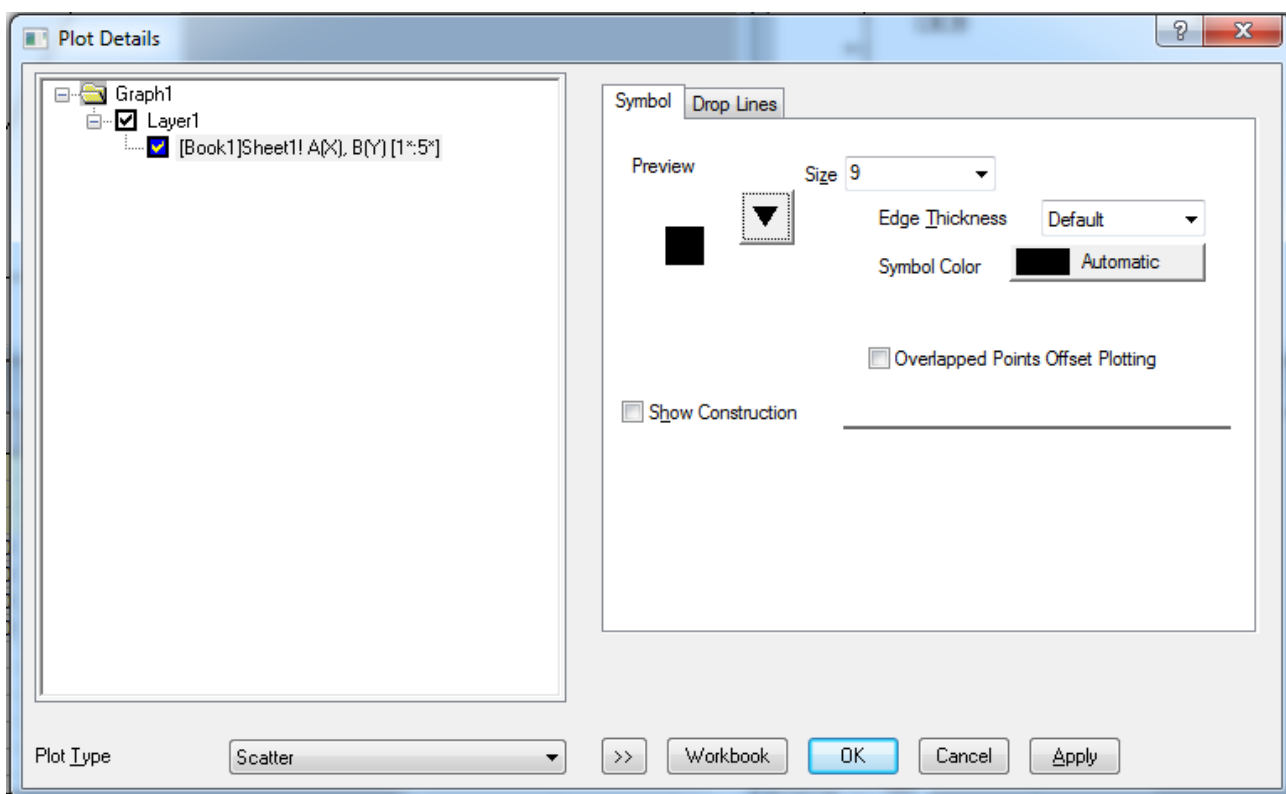 Plot Details
Graph1
Layer1
[Book1]Sheet1! A(X), B(Y) [1*:5*]
Symbol Drop Lines
Preview
Size 9
Edge Thickness Default
Symbol Color Automatic
Overlapped Points Offset Plotting
Show Construction
Plot Type Scatter >> Workbook OK Cancel Apply